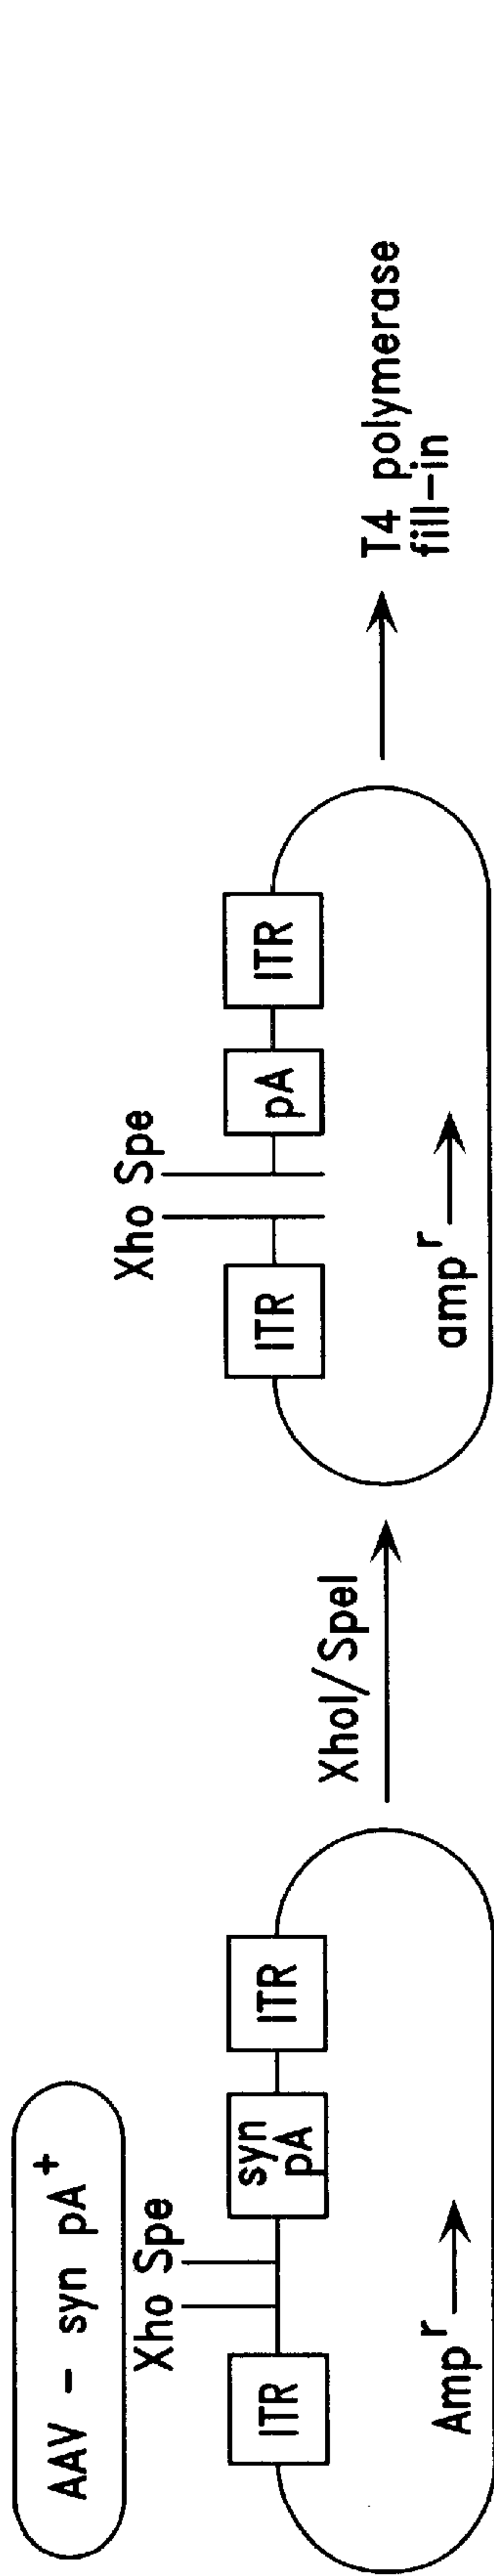 AAV - syn pA+
Xho Spe
ITR
syn
pA
ITR
Ampr
XhoI/SpeI
Xho Spe
ITR
pA
ITR
ampr
T4 polymerase
fill-in